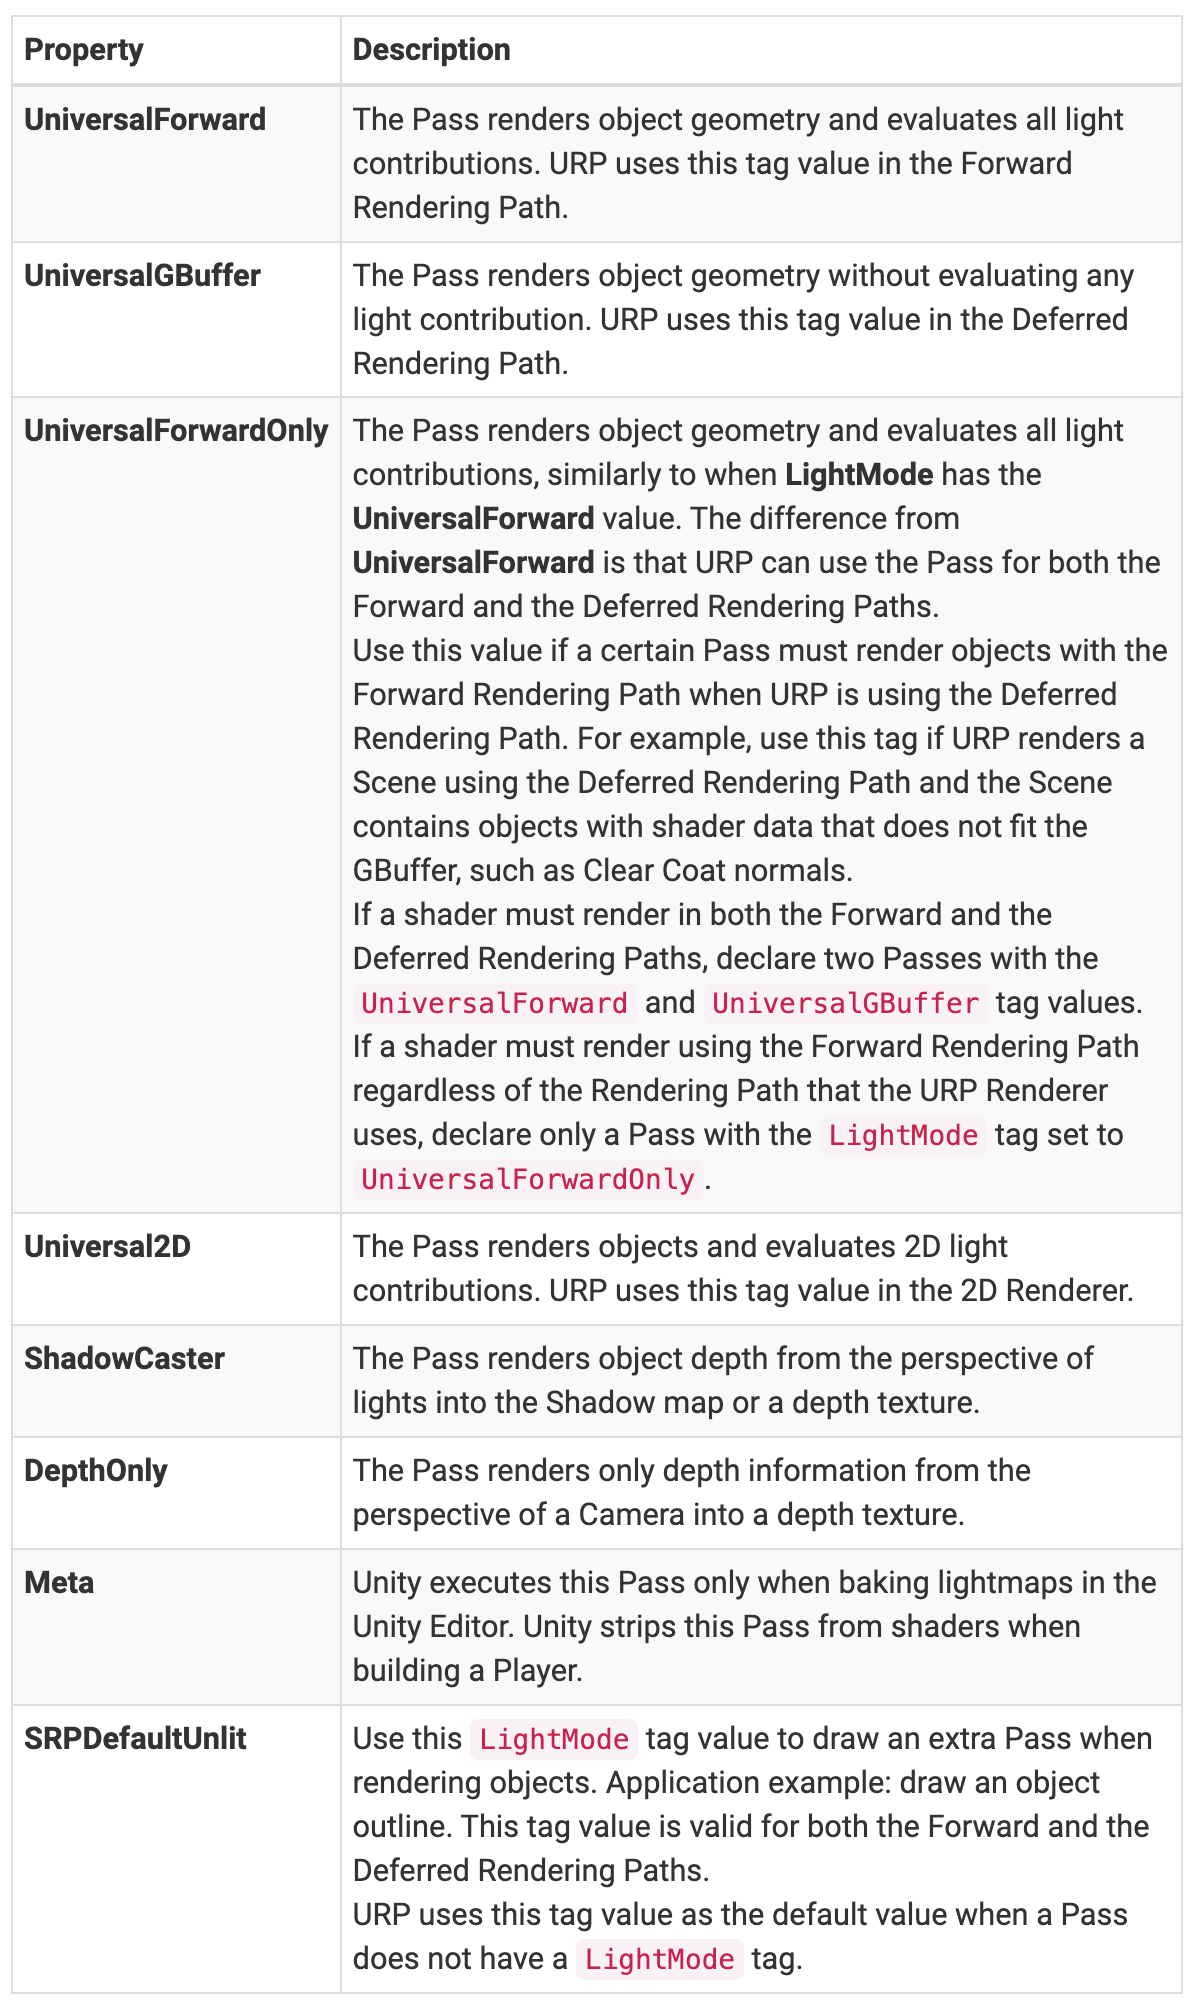 Property
Description
UniversalForward
The Pass renders object geometry and evaluates all light
contributions. URP uses this tag value in the Forward
Rendering Path.
UniversalGBuffer
The Pass renders object geometry without evaluating any
light contribution. URP uses this tag value in the Deferred
Rendering Path.
UniversalForwardOnly
The Pass renders object geometry and evaluates all light
contributions, similarly to when LightMode has the
UniversalForward value. The difference from
UniversalForward is that URP can use the Pass for both the
Forward and the Deferred Rendering Paths.
Use this value if a certain Pass must render objects with the
Forward Rendering Path when URP is using the Deferred
Rendering Path. For example, use this tag if URP renders a
Scene using the Deferred Rendering Path and the Scene
contains objects with shader data that does not fit the
GBuffer, such as Clear Coat normals.
If a shader must render in both the Forward and the
Deferred Rendering Paths, declare two Passes with the
UniversalForward and UniversalGBuffer tag values.
If a shader must render using the Forward Rendering Path
regardless of the Rendering Path that the URP Renderer
uses, declare only a Pass with the LightMode tag set to
UniversalForwardOnly.
Universal2D
The Pass renders objects and evaluates 2D light
contributions. URP uses this tag value in the 2D Renderer.
ShadowCaster
The Pass renders object depth from the perspective of
lights into the Shadow map or a depth texture.
DepthOnly
The Pass renders only depth information from the
perspective of a Camera into a depth texture.
Meta
Unity executes this Pass only when baking lightmaps in the
Unity Editor. Unity strips this Pass from shaders when
building a Player.
SRPDefaultUnlit
Use this LightMode tag value to draw an extra Pass when
rendering objects. Application example: draw an object
outline. This tag value is valid for both the Forward and the
Deferred Rendering Paths.
URP uses this tag value as the default value when a Pass
does not have a LightMode tag.